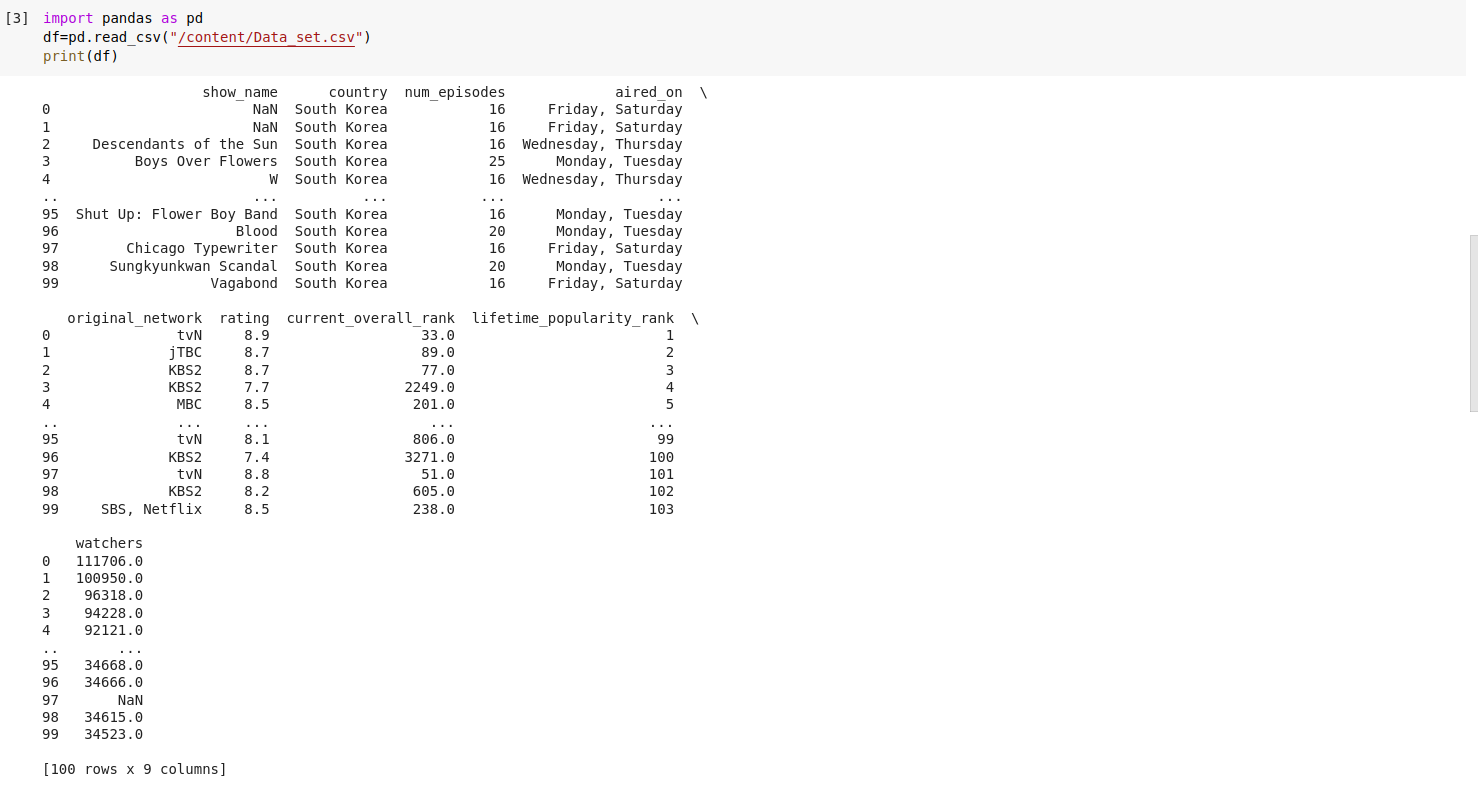 [3] import pandas as pd
df=pd.read_csv("/content/Data_set.csv")
print(df)
                   show_name      country  num_episodes             aired_on  \
0                        NaN  South Korea            16     Friday, Saturday
1                        NaN  South Korea            16     Friday, Saturday
2     Descendants of the Sun  South Korea            16  Wednesday, Thursday
3          Boys Over Flowers  South Korea            25      Monday, Tuesday
4                          W  South Korea            16  Wednesday, Thursday
..                       ...          ...           ...                  ...
95  Shut Up: Flower Boy Band  South Korea            16      Monday, Tuesday
96                     Blood  South Korea            20      Monday, Tuesday
97        Chicago Typewriter  South Korea            16     Friday, Saturday
98      Sungkyunkwan Scandal  South Korea            20      Monday, Tuesday
99                  Vagabond  South Korea            16     Friday, Saturday
   original_network  rating  current_overall_rank  lifetime_popularity_rank  \
0               tvN     8.9                  33.0                         1
1              jTBC     8.7                  89.0                         2
2              KBS2     8.7                  77.0                         3
3              KBS2     7.7                2249.0                         4
4               MBC     8.5                 201.0                         5
..              ...     ...                   ...                       ...
95              tvN     8.1                 806.0                        99
96             KBS2     7.4                3271.0                       100
97              tvN     8.8                  51.0                       101
98             KBS2     8.2                 605.0                       102
99     SBS, Netflix     8.5                 238.0                       103
    watchers
0   111706.0
1   100950.0
2    96318.0
3    94228.0
4    92121.0
..       ...
95   34668.0
96   34666.0
97       NaN
98   34615.0
99   34523.0
[100 rows x 9 columns]